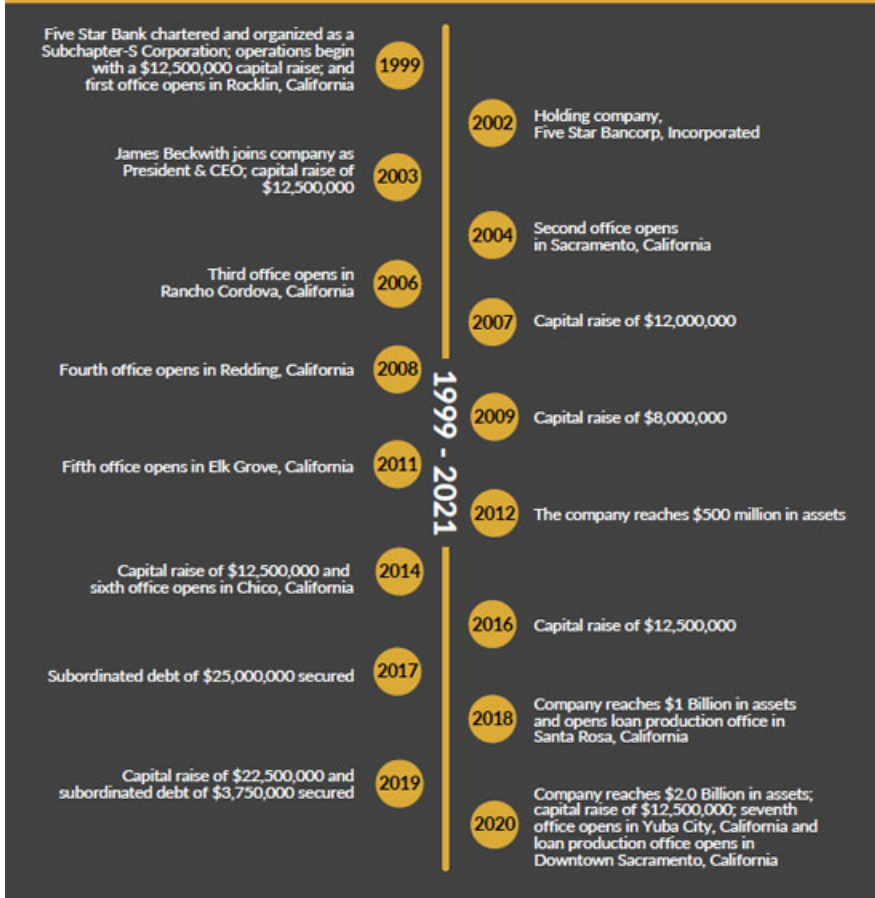 Five Star Bank chartered and organized as a
Subchapter-S Corporation; operations begin
with a $12,500,000 capital raise; and
first office opens in Rocklin, California
1999
2002
Holding company,
Five Star Bancorp, Incorporated
James Beckwith joins company as
President & CEO; capital raise of
$12,500,000
2003
2004
Second office opens
in Sacramento, California
Third office opens in
Rancho Cordova, California
2006
2007
Capital raise of $12,000,000
Fourth office opens in Redding, California
2008
1999 - 2021
2009
Capital raise of $8,000,000
Fifth office opens in Elk Grove, California
2011
2012
The company reaches $500 million in assets
Capital raise of $12,500,000 and
sixth office opens in Chico, California
2014
2016
Capital raise of $12,500,000
Subordinated debt of $25,000,000 secured
2017
2018
Company reaches $1 Billion in assets
and opens loan production office in
Santa Rosa, California
Capital raise of $22,500,000 and
subordinated debt of $3,750,000 secured
2019
2020
Company reaches $2.0 Billion in assets;
capital raise of $12,500,000; seventh
office opens in Yuba City, California and
loan production office opens in
Downtown Sacramento, California